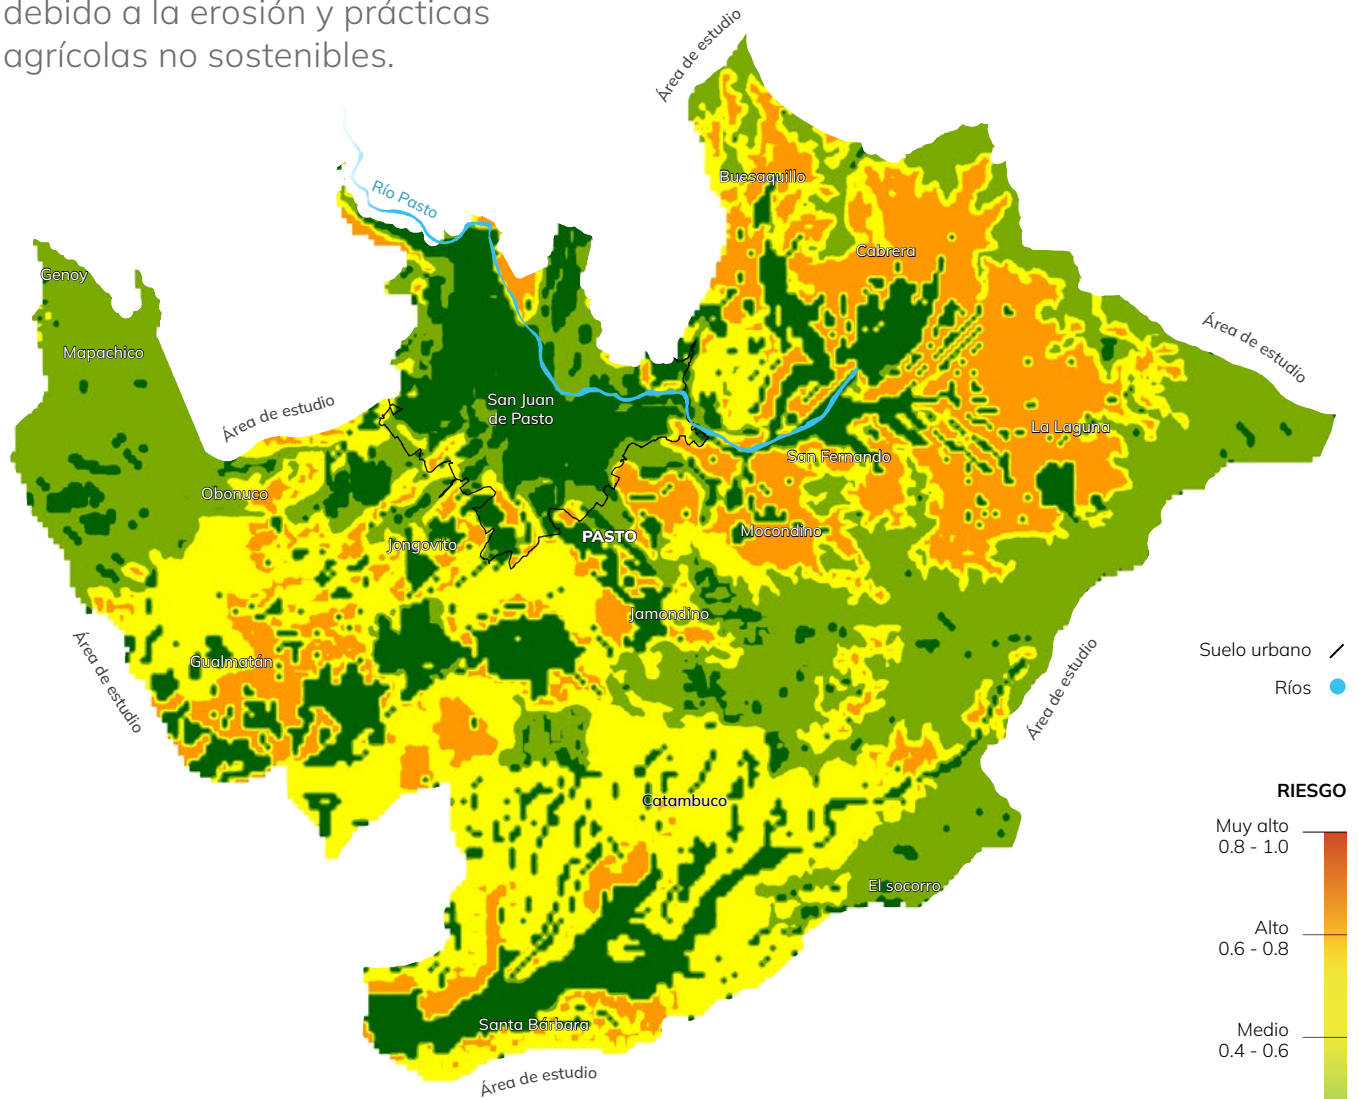 debido a la erosión y prácticas
agrícolas no sostenibles.
Área de estudio
Río Pasto
Buesaquillo
Cabrera
Genoy
Mapachico
Área de estudio
San Juan
de Pasto
Área de estudio
La Laguna
San Fernando
Obonuco
Jongovito
PASTO
Mocondino
Jamondino
Área de estudio
Gualmatán
Área de estudio
Suelo urbano
Ríos
Catambuco
RIESGO
Muy alto
0.8 - 1.0
El socorro
Alto
0.6 - 0.8
Santa Bárbara
Medio
0.4 - 0.6
Área de estudio